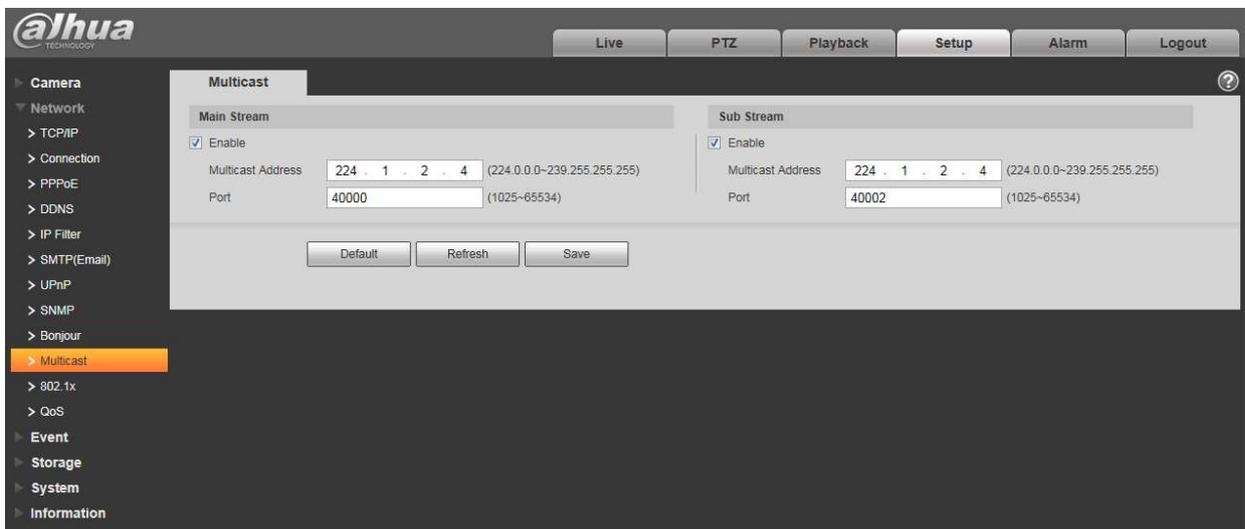 alhua
TECHNOLOGY
Live
PTZ
Playback
Setup
Alarm
Logout
Camera
Network
TCP/IP
Connection
PPPoE
DDNS
IP Filter
SMTP(Email)
UPnP
SNMP
Bonjour
Multicast
802.1x
QoS
Event
Storage
System
Information
Multicast
?
Main Stream
Enable
Multicast Address 224 . 1 . 2 . 4 (224.0.0.0~239.255.255.255)
Port 40000 (1025~65534)
Sub Stream
Enable
Multicast Address 224 . 1 . 2 . 4 (224.0.0.0~239.255.255.255)
Port 40002 (1025~65534)
Default Refresh Save